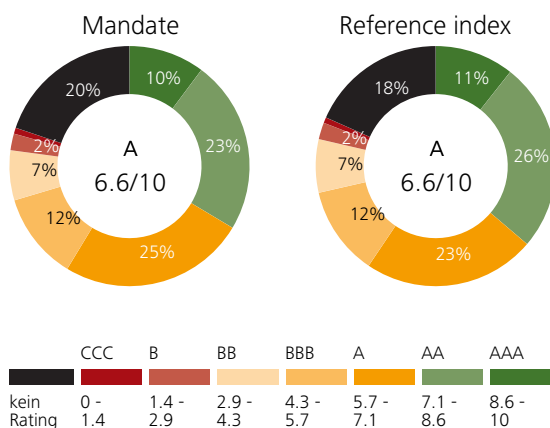 Mandate
Reference index
20%
10%
23%
25%
12%
7%
2%
A
6.6/10
18%
11%
26%
23%
12%
7%
2%
A
6.6/10
CCC B BB BBB A AA AAA
kein 0 - 1.4 - 2.9 - 4.3 - 5.7 - 7.1 - 8.6 -
Rating 1.4 2.9 4.3 5.7 7.1 8.6 10